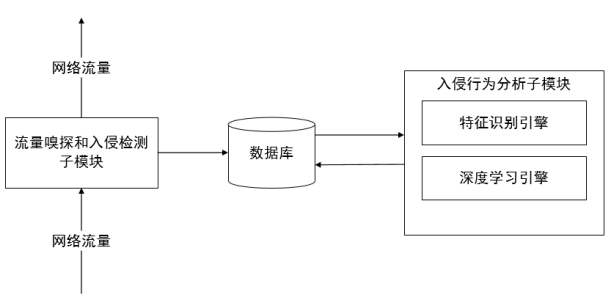 网络流量
流量嗅探和入侵检测
子模块
网络流量
数据库
入侵行为分析子模块
特征识别引擎
深度学习引擎